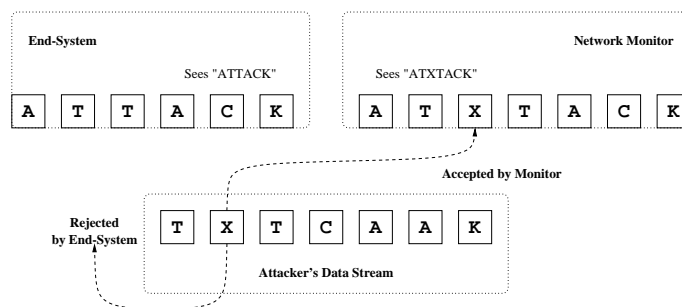 End-System
Network Monitor
Sees "ATTACK"
Sees "ATXTACK"
A T T A C K
A T X T A C K
Accepted by Monitor
Rejected
by End-System
T X T C A A K
Attacker's Data Stream